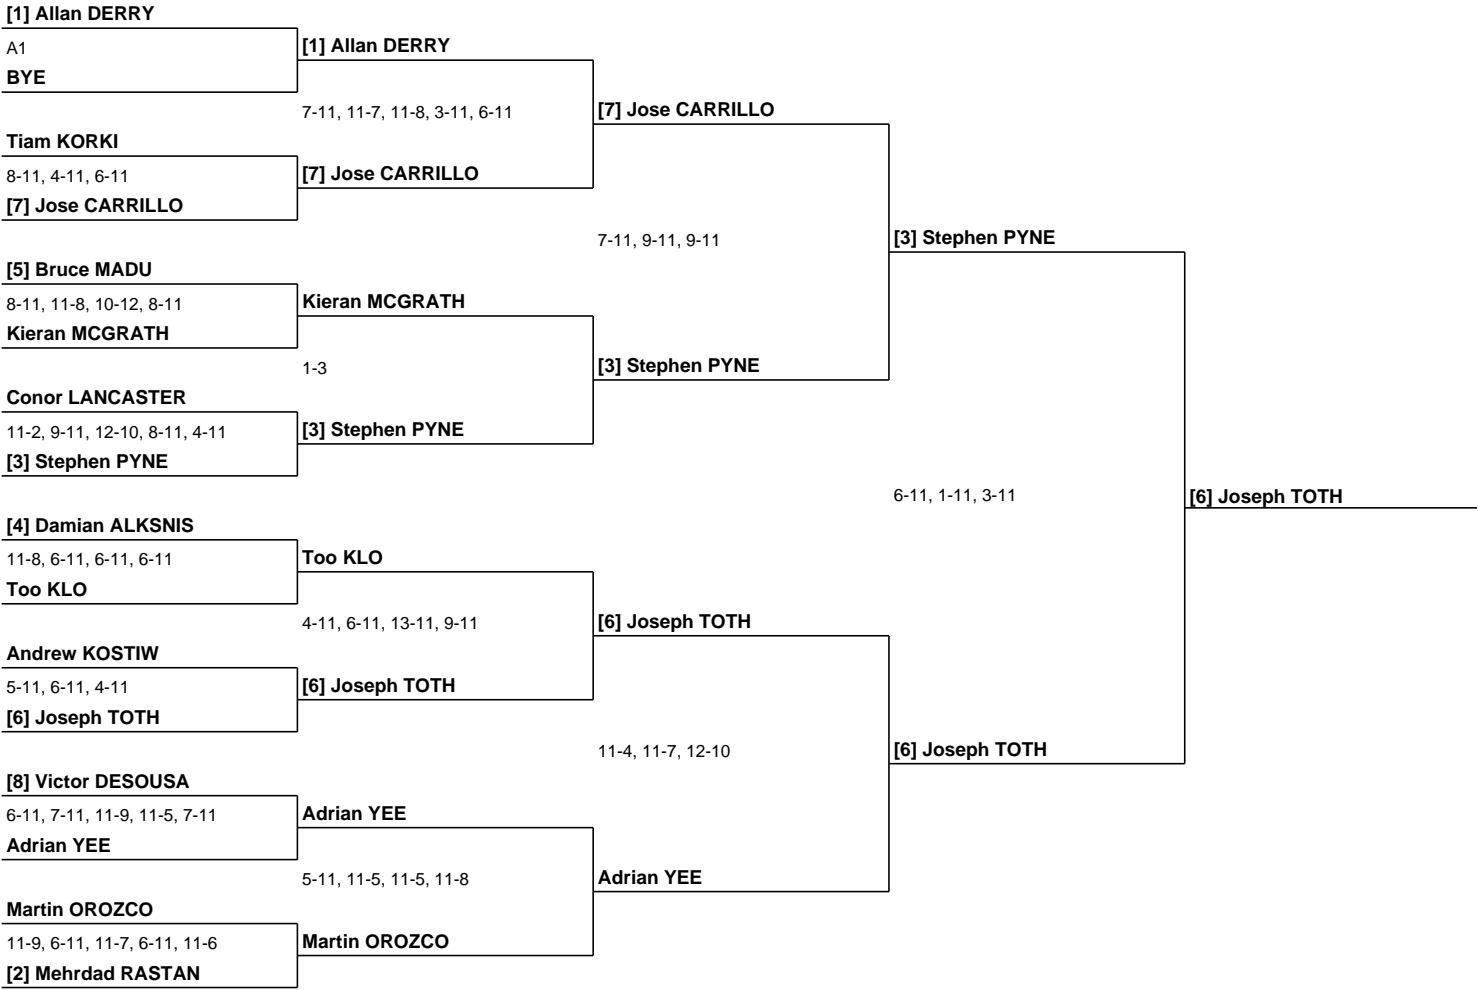 [1] Allan DERRY
A1
BYE
Tiam KORKI
8-11, 4-11, 6-11
[7] Jose CARRILLO
[5] Bruce MADU
8-11, 11-8, 10-12, 8-11
Kieran MCGRATH
Conor LANCASTER
11-2, 9-11, 12-10, 8-11, 4-11
[3] Stephen PYNE
[4] Damian ALKSNIS
11-8, 6-11, 6-11, 6-11
Too KLO
Andrew KOSTIW
5-11, 6-11, 4-11
[6] Joseph TOTH
[8] Victor DESOUSA
6-11, 7-11, 11-9, 11-5, 7-11
Adrian YEE
Martin OROZCO
11-9, 6-11, 11-7, 6-11, 11-6
[2] Mehrdad RASTAN
[1] Allan DERRY
7-11, 11-7, 11-8, 3-11, 6-11
[7] Jose CARRILLO
Kieran MCGRATH
1-3
[3] Stephen PYNE
Too KLO
4-11, 6-11, 13-11, 9-11
[6] Joseph TOTH
Adrian YEE
5-11, 11-5, 11-5, 11-8
Martin OROZCO
[7] Jose CARRILLO
7-11, 9-11, 9-11
[3] Stephen PYNE
[6] Joseph TOTH
11-4, 11-7, 12-10
Adrian YEE
[3] Stephen PYNE
6-11, 1-11, 3-11
[6] Joseph TOTH
[6] Joseph TOTH